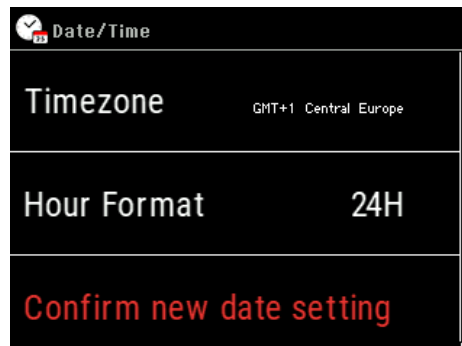 Date/Time
Timezone GMT+1 Central Europe
Hour Format 24H
Confirm new date setting